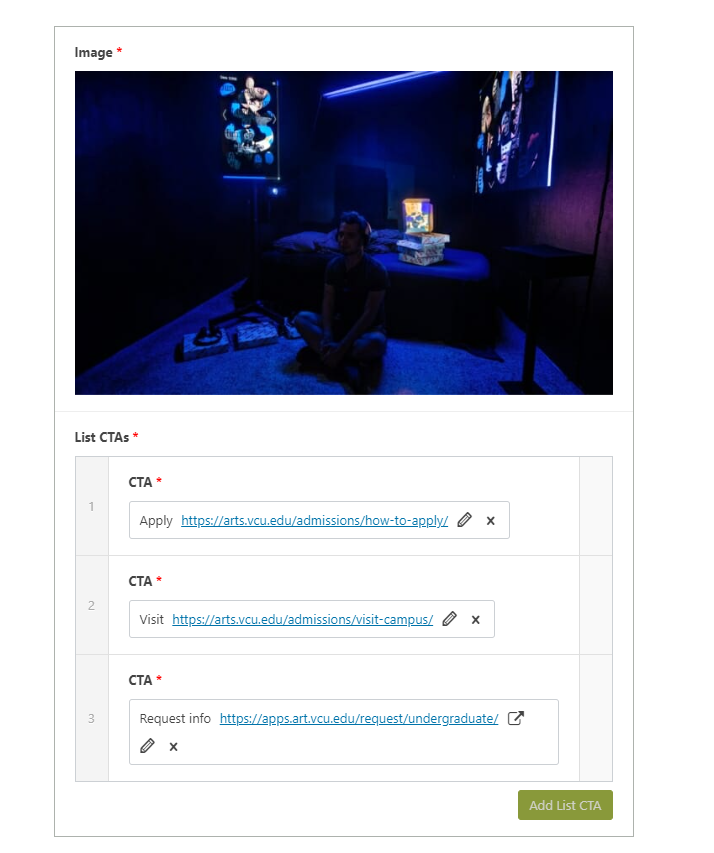 Image *
List CTAs *
1
CTA *
Apply https://arts.vcu.edu/admissions/how-to-apply/
2
CTA *
Visit https://arts.vcu.edu/admissions/visit-campus/
3
CTA *
Request info https://apps.art.vcu.edu/request/undergraduate/
Add List CTA